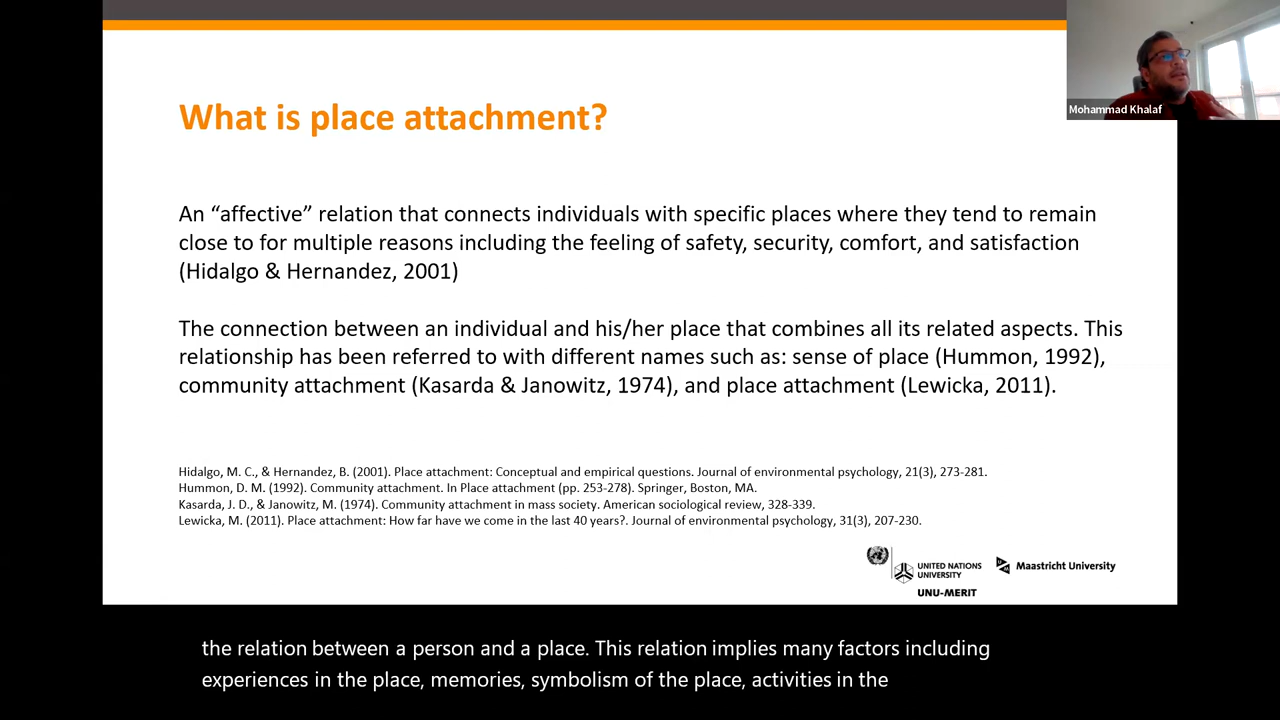 Mohammad Khalaf
What is place attachment?
An “affective” relation that connects individuals with specific places where they tend to remain
close to for multiple reasons including the feeling of safety, security, comfort, and satisfaction
(Hidalgo & Hernandez, 2001)
The connection between an individual and his/her place that combines all its related aspects. This
relationship has been referred to with different names such as: sense of place (Hummon, 1992),
community attachment (Kasarda & Janowitz, 1974), and place attachment (Lewicka, 2011).
Hidalgo, M. C., & Hernandez, B. (2001). Place attachment: Conceptual and empirical questions. Journal of environmental psychology, 21(3), 273-281.
Hummon, D. M. (1992). Community attachment. In Place attachment (pp. 253-278). Springer, Boston, MA.
Kasarda, J. D., & Janowitz, M. (1974). Community attachment in mass society. American sociological review, 328-339.
Lewicka, M. (2011). Place attachment: How far have we come in the last 40 years?. Journal of environmental psychology, 31(3), 207-230.
UNITED NATIONS
UNIVERSITY
UNU-MERIT
Maastricht University
the relation between a person and a place. This relation implies many factors including
experiences in the place, memories, symbolism of the place, activities in the